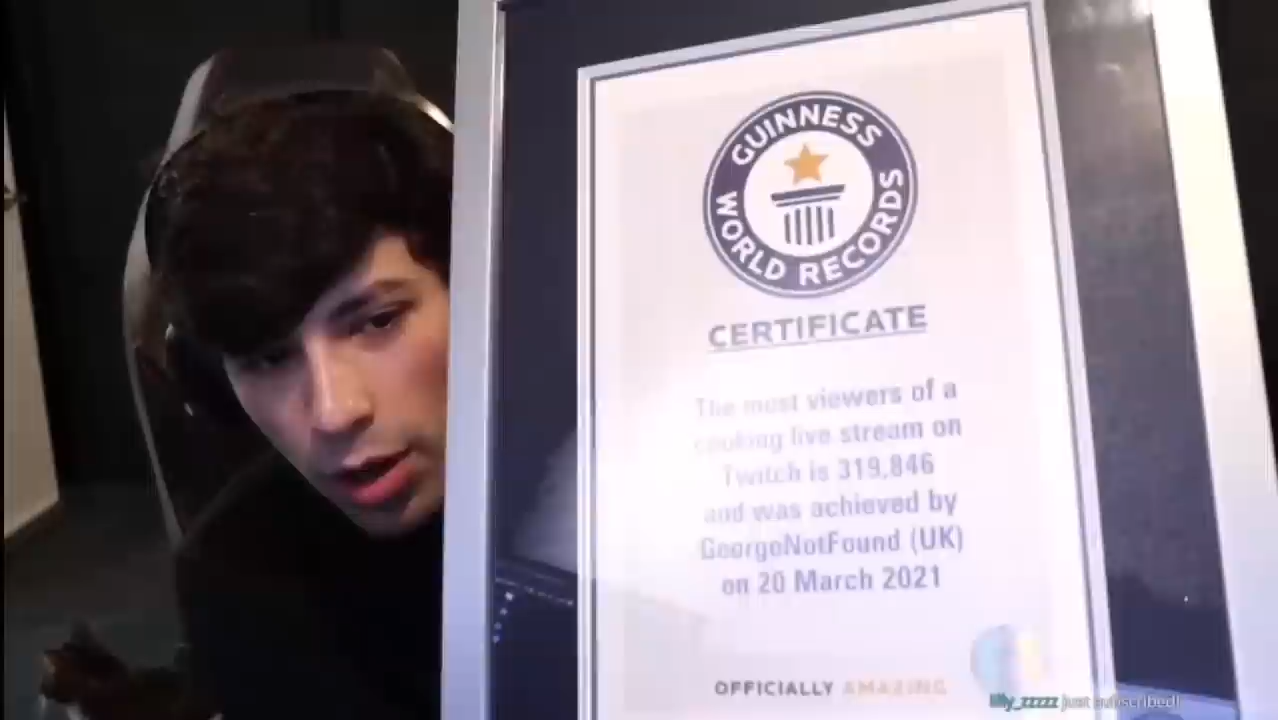 GUINNESS
WORLD RECORDS
CERTIFICATE
The most viewers of a
cooking live stream on
Twitch is 319,846
and was achieved by
GeorgeNotFound (UK)
on 20 March 2021
OFFICIALLY AMAZING
lilly_zzzzz just subscribed!